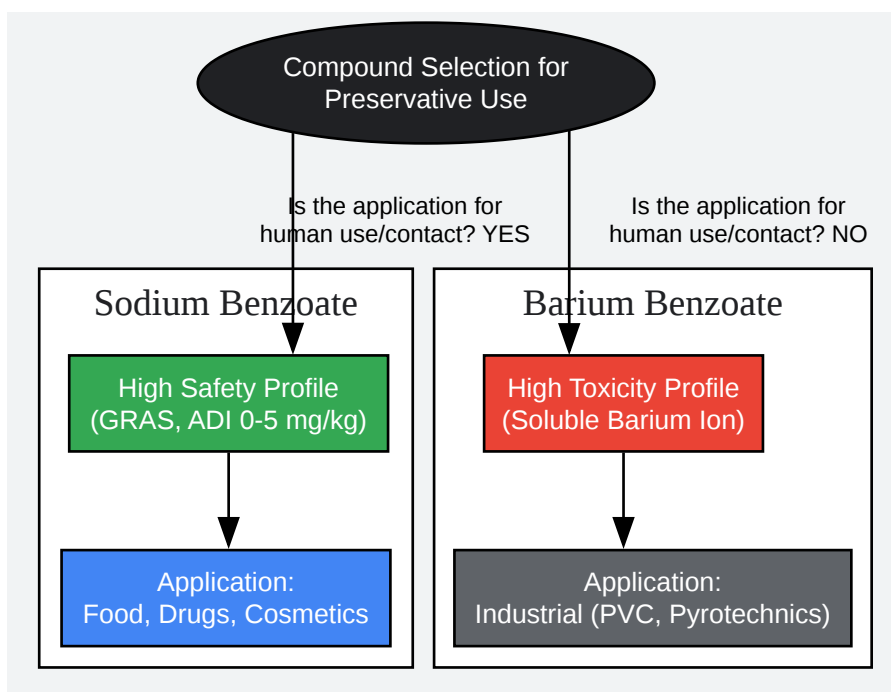 Compound Selection for
Preservative Use
Is the application for
human use/contact? YES
Is the application for
human use/contact? NO
Sodium Benzoate
Barium Benzoate
High Safety Profile
(GRAS, ADI 0-5 mg/kg)
High Toxicity Profile
(Soluble Barium Ion)
Application:
Food, Drugs, Cosmetics
Application:
Industrial (PVC, Pyrotechnics)